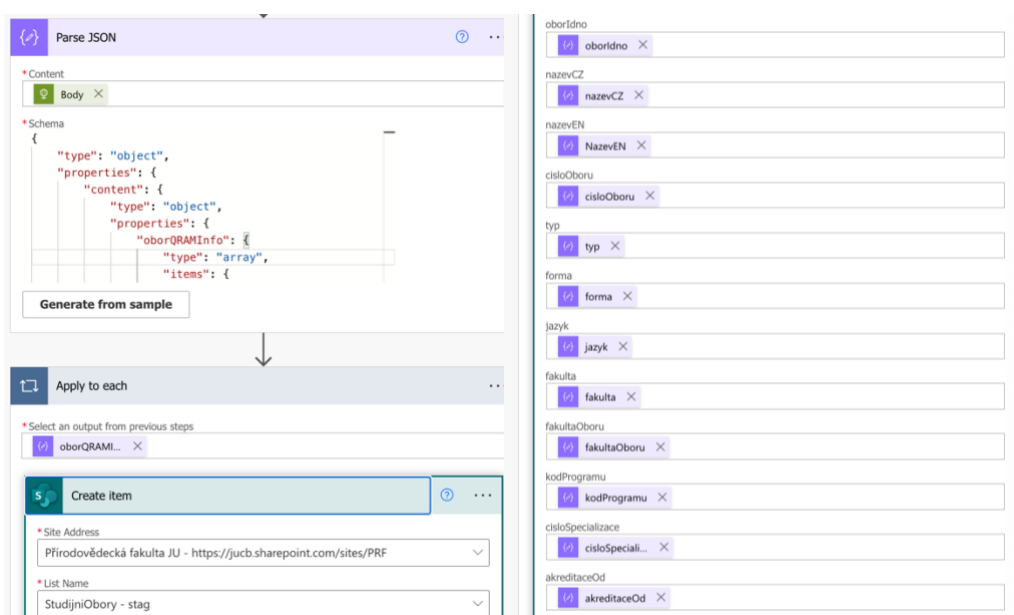 Parse JSON
* Content
Body
* Schema
{
"type": "object",
"properties": {
"content": {
"type": "object",
"properties": {
"oborQRAMInfo": {
"type": "array",
"items": {
Generate from sample
Apply to each
* Select an output from previous steps
oborQRAMI...
Create item
* Site Address
Přírodovědecká fakulta JU - https://jucb.sharepoint.com/sites/PRF
* List Name
StudijniObory - stag
oborIdno
oborIdno
nazevCZ
nazevCZ
nazevEN
NazevEN
cisloOboru
cisloOboru
typ
typ
forma
forma
jazyk
jazyk
fakulta
fakulta
fakultaOboru
fakultaOboru
kodProgramu
kodProgramu
cisloSpecializace
cisloSpeciali...
akreditaceOd
akreditaceOd